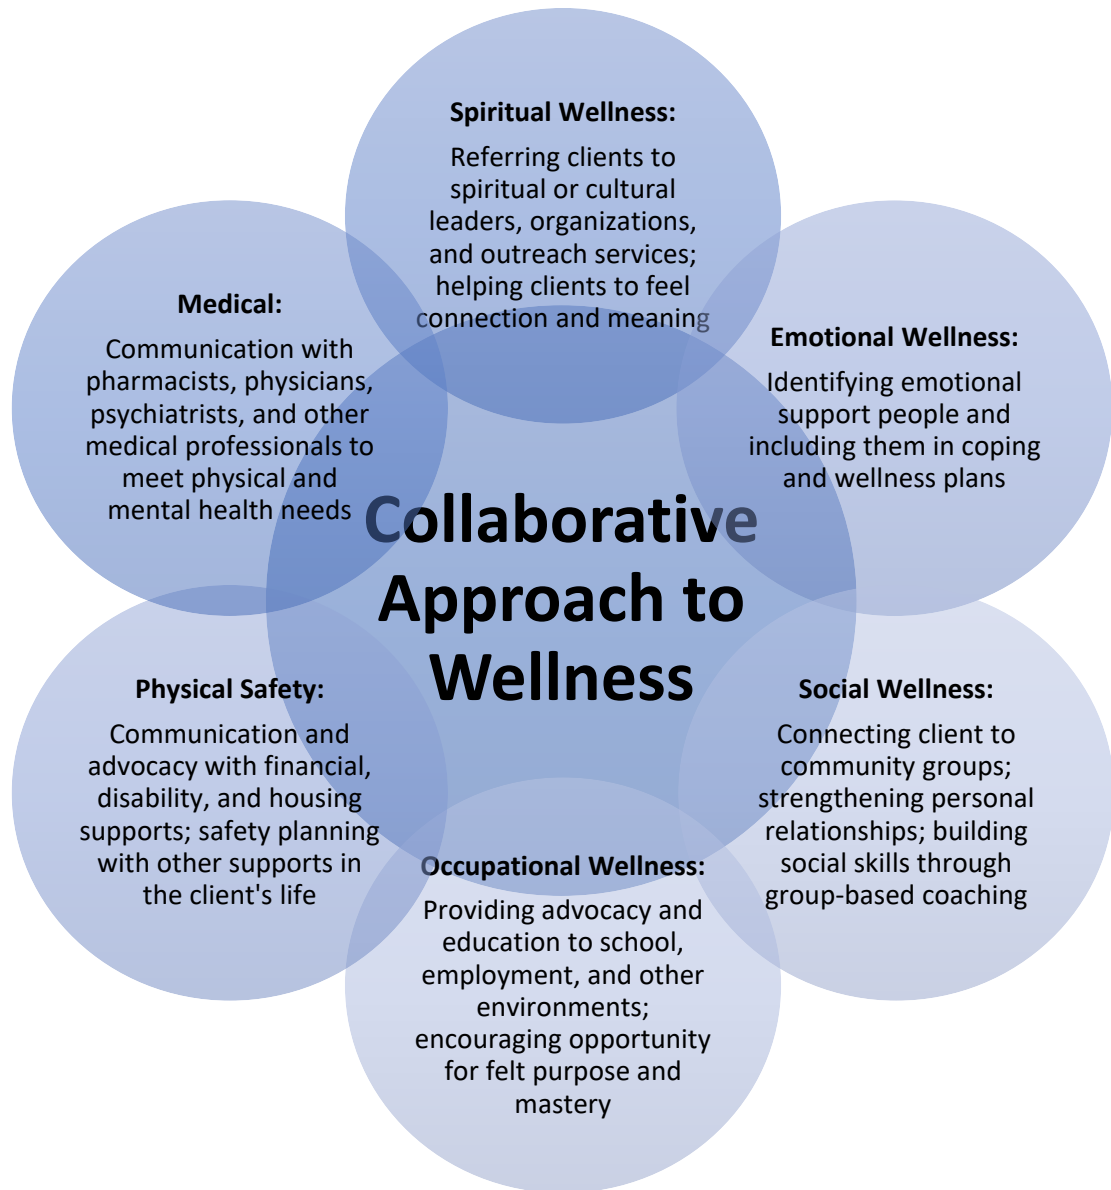 Spiritual Wellness:
Referring clients to
spiritual or cultural
leaders, organizations,
and outreach services;
helping clients to feel
connection and meaning
Emotional Wellness:
Identifying emotional
support people and
including them in coping
and wellness plans
Social Wellness:
Connecting client to
community groups;
strengthening personal
relationships; building
social skills through
group-based coaching
Occupational Wellness:
Providing advocacy and
education to school,
employment, and other
environments;
encouraging opportunity
for felt purpose and
mastery
Physical Safety:
Communication and
advocacy with financial,
disability, and housing
supports; safety planning
with other supports in
the client's life
Medical:
Communication with
pharmacists, physicians,
psychiatrists, and other
medical professionals to
meet physical and
mental health needs
Collaborative
Approach to
Wellness